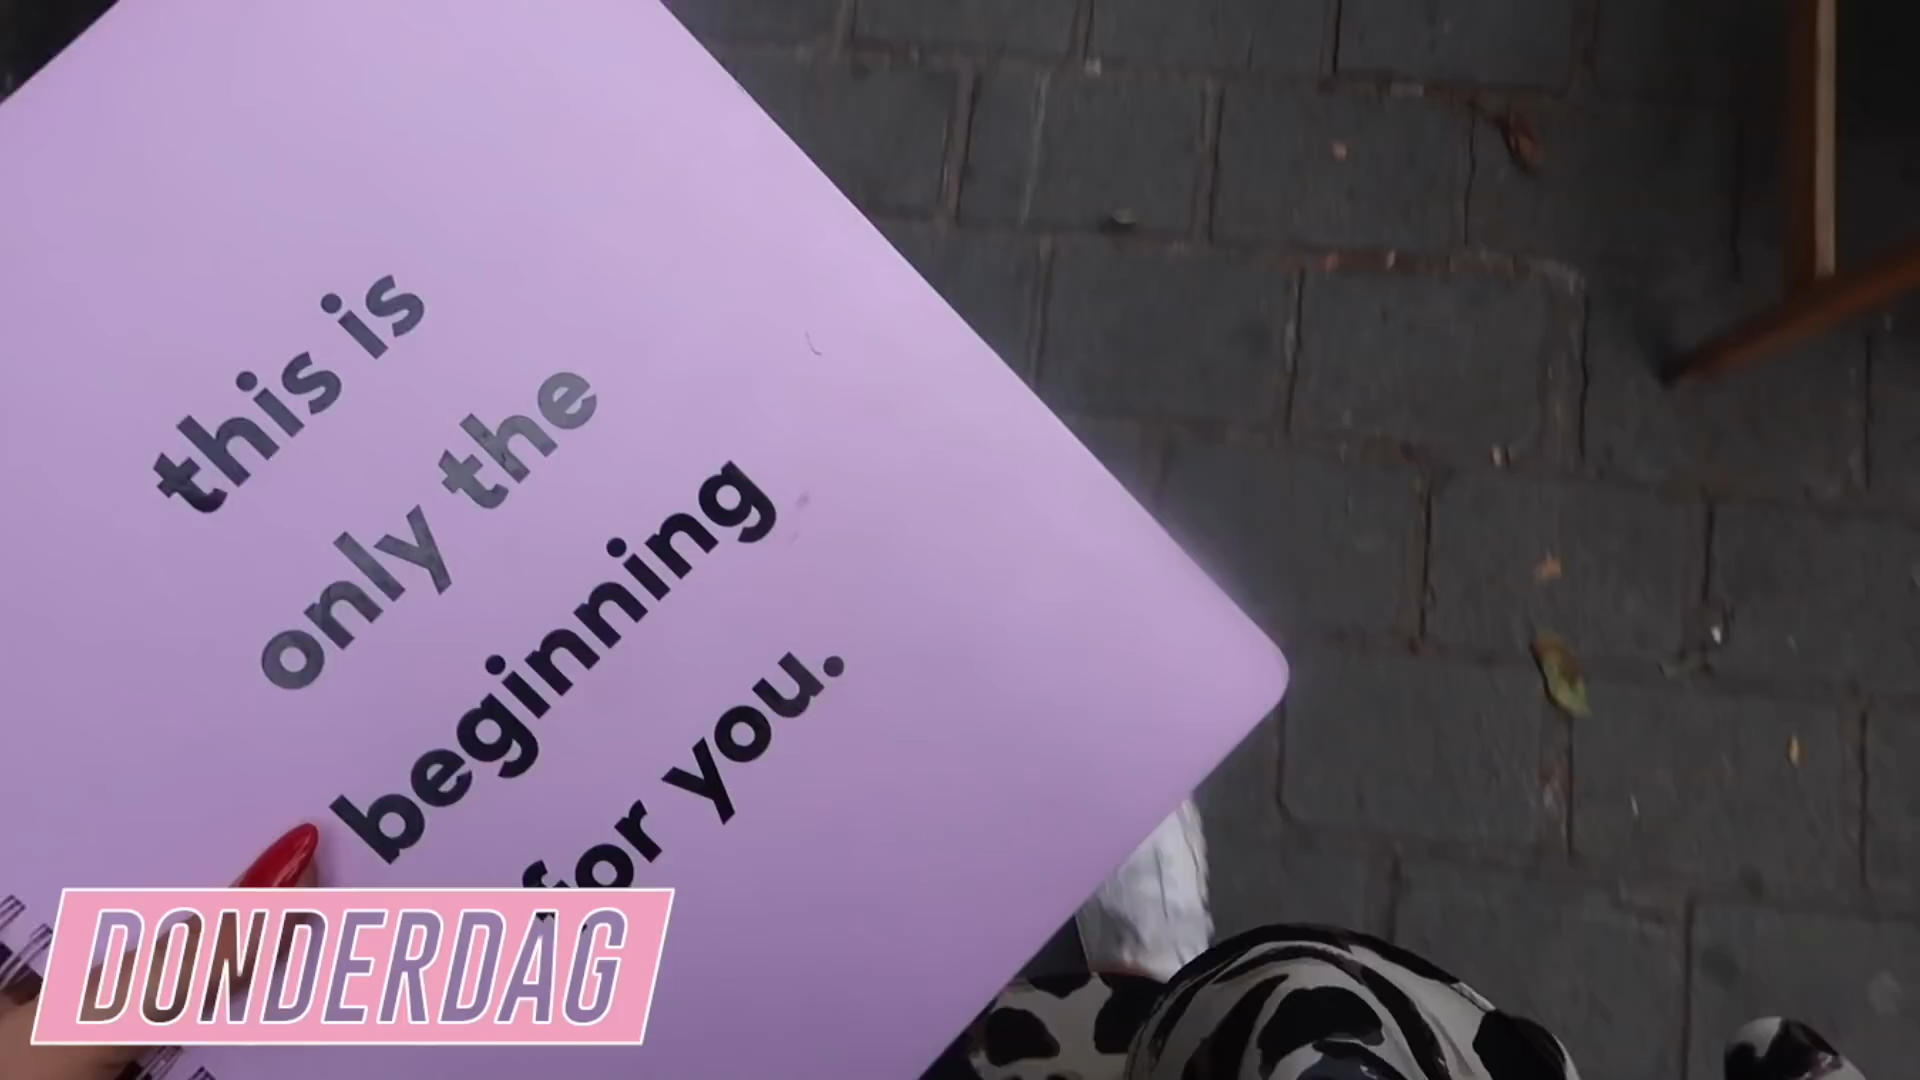 this is
only the
beginning
for you.
DONDERDAG